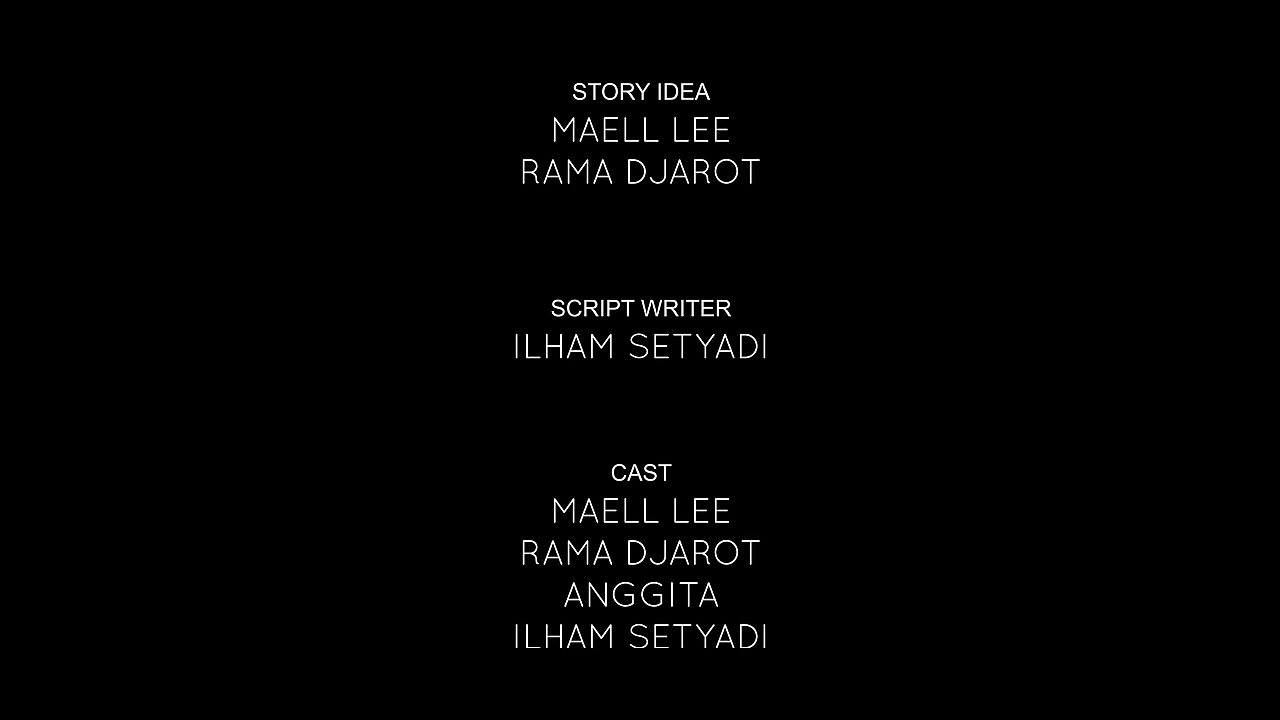 STORY IDEA
MAELL LEE
RAMA DJAROT
SCRIPT WRITER
ILHAM SETYADI
CAST
MAELL LEE
RAMA DJAROT
ANGGITA
ILHAM SETYADI